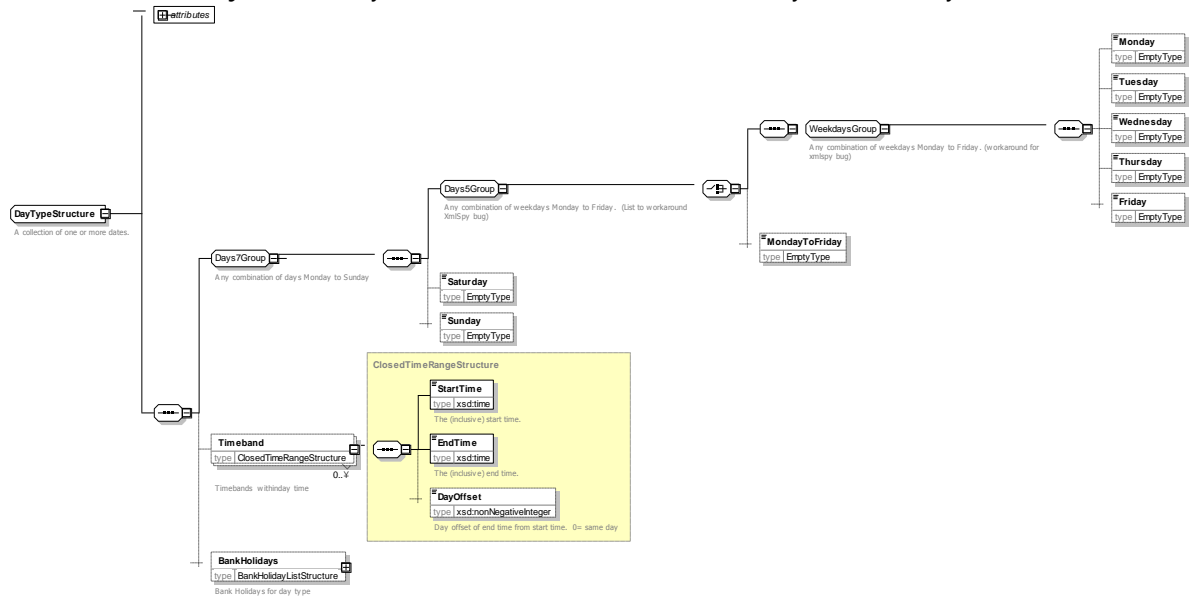 attributes
Monday
type EmptyType
Tuesday
type EmptyType
Wednesday
type EmptyType
Thursday
type EmptyType
Friday
type EmptyType
WeekdaysGroup
Any combination of weekdays Monday to Friday. (workaround for
xmlspy bug)
Days5Group
Any combination of weekdays Monday to Friday. (List to workaround
XmlSpy bug)
MondayToFriday
type EmptyType
DayTypeStructure
A collection of one or more dates.
Days7Group
Any combination of days Monday to Sunday
Saturday
type EmptyType
Sunday
type EmptyType
ClosedTimeRangeStructure
StartTime
type xsd:time
The (inclusive) start time.
Timeband
type ClosedTimeRangeStructure
0..¥
Timebands withinday time
EndTime
type xsd:time
The (inclusive) end time.
DayOffset
type xsd:nonNegativeInteger
Day offset of end time from start time. 0= same day
BankHolidays
type BankHolidayListStructure
Bank Holidays for day type